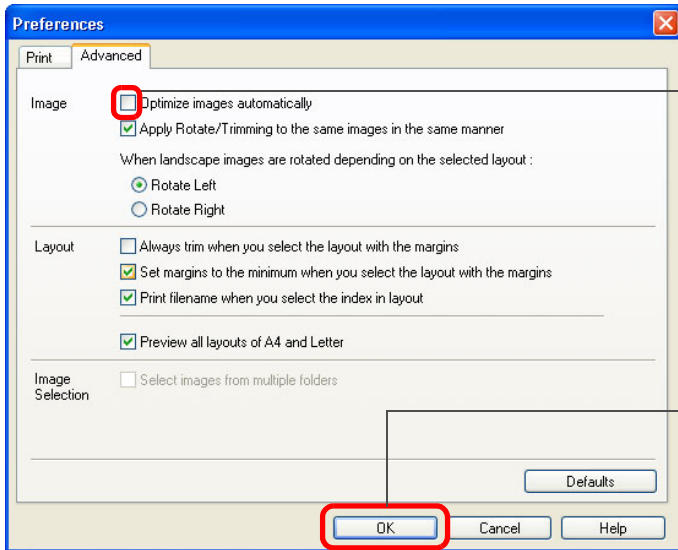 Preferences
Print Advanced
Image Optimize images automatically
Apply Rotate/Trimming to the same images in the same manner
When landscape images are rotated depending on the selected layout :
Rotate Left
Rotate Right
Layout Always trim when you select the layout with the margins
Set margins to the minimum when you select the layout with the margins
Print filename when you select the index in layout
Preview all layouts of A4 and Letter
Image Select images from multiple folders
Selection
Defaults
OK Cancel Help